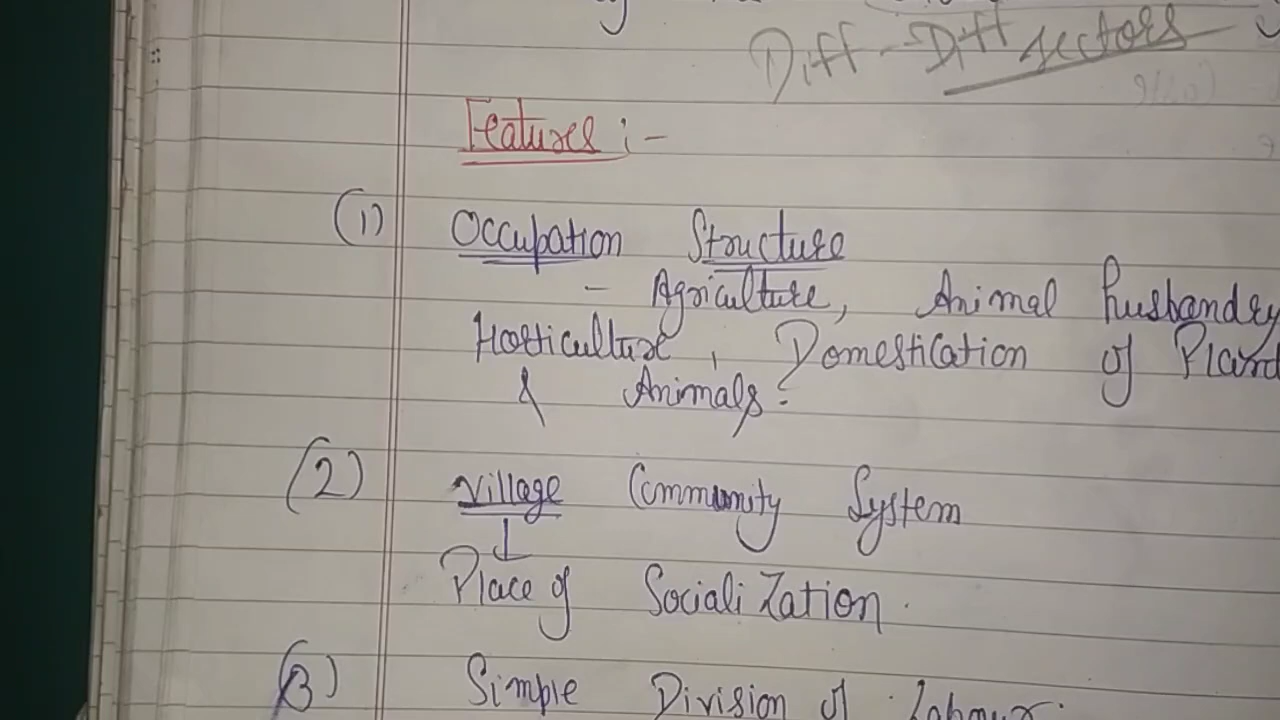 Diff - Diff sectors
Features :-
(1) Occupation Structure
- Agriculture, Animal husbandry
Horticulture, Domestication of Plant
& Animals:
(2) Village Community System
↓
Place of Socialization.
(3) Simple Division of Labour.